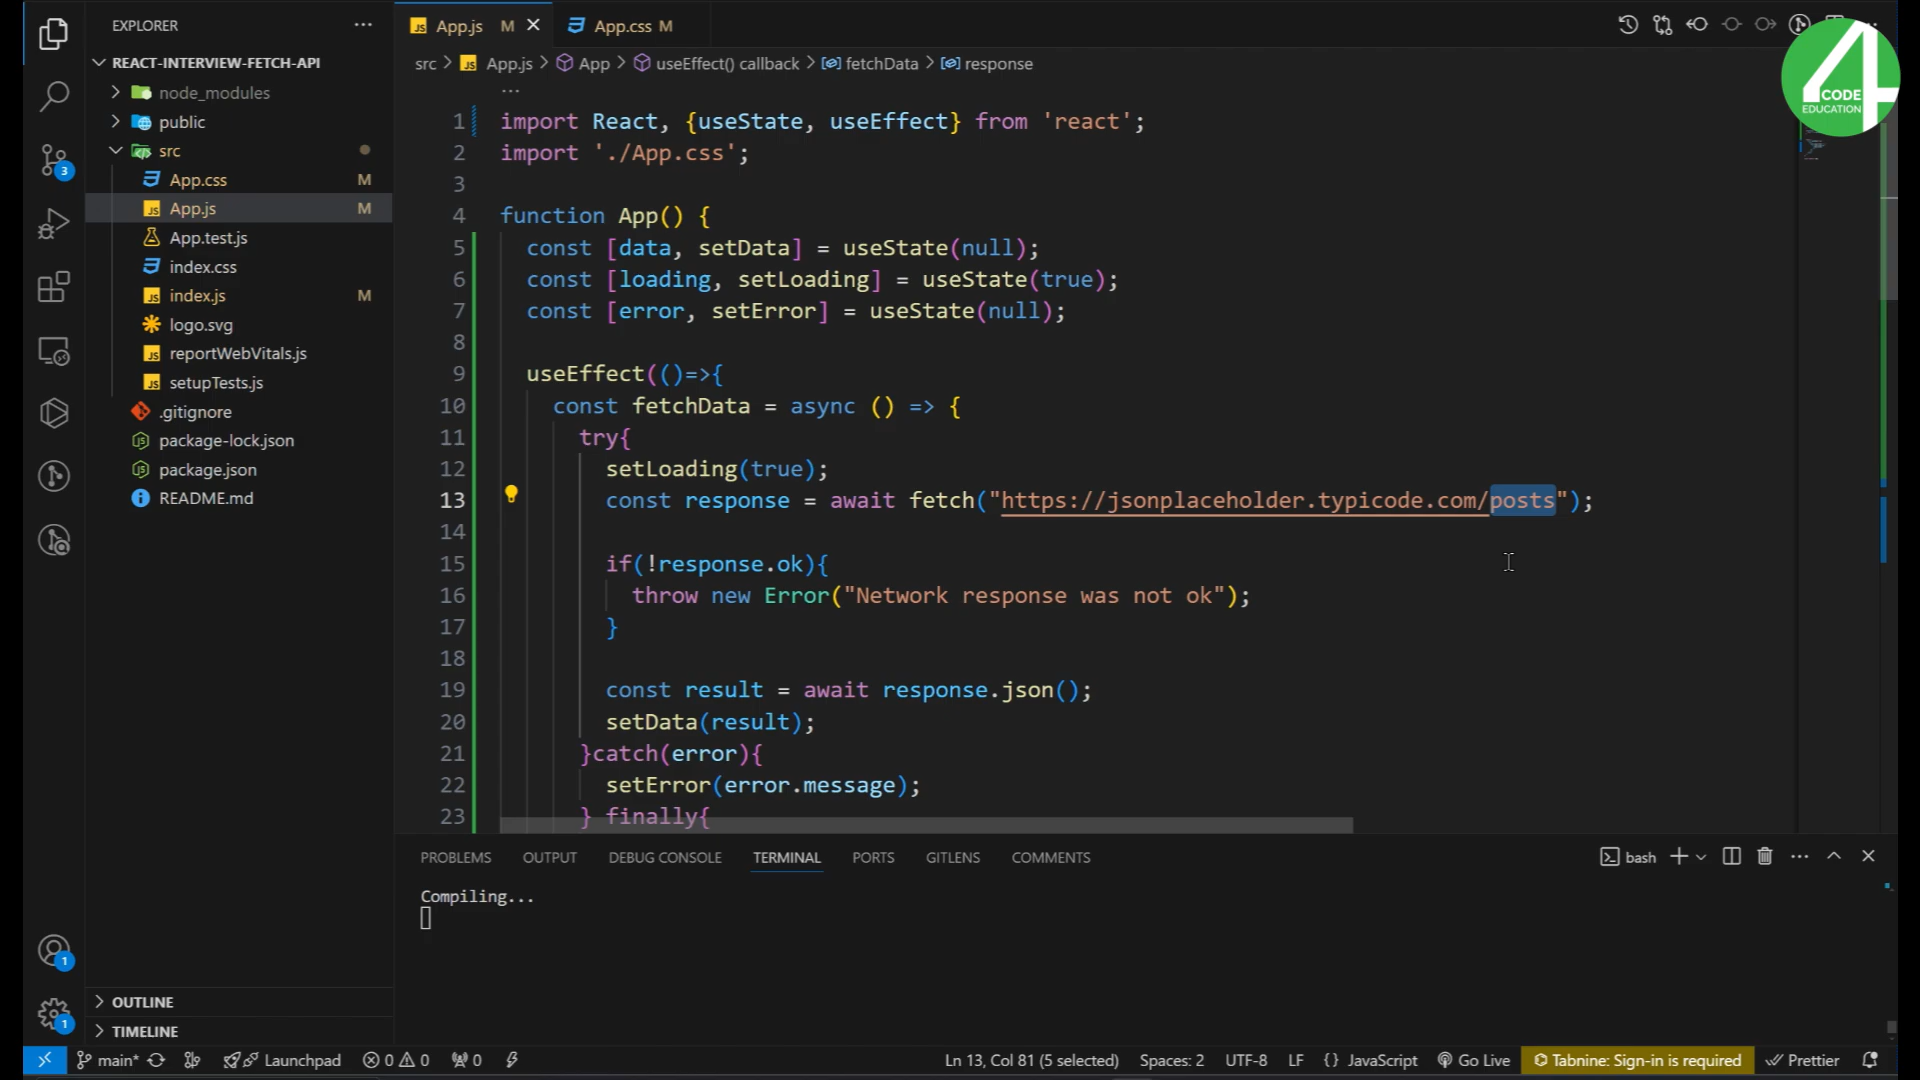 EXPLORER
REACT-INTERVIEW-FETCH-API
node_modules
public
src
App.css M
App.js M
App.test.js
index.css
index.js M
logo.svg
reportWebVitals.js
setupTests.js
.gitignore
package-lock.json
package.json
README.md
OUTLINE
TIMELINE
3
1
1
App.js M
App.css M
4
CODE
EDUCATION
src > App.js > App > useEffect() callback > fetchData > response
...
1 import React, {useState, useEffect} from 'react';
2 import './App.css';
3
4 function App() {
5 const [data, setData] = useState(null);
6 const [loading, setLoading] = useState(true);
7 const [error, setError] = useState(null);
8
9 useEffect(()=>{
10 const fetchData = async () => {
11 try{
12 setLoading(true);
13 const response = await fetch("https://jsonplaceholder.typicode.com/posts");
14
15 if(!response.ok){
16 throw new Error("Network response was not ok");
17 }
18
19 const result = await response.json();
20 setData(result);
21 }catch(error){
22 setError(error.message);
23 } finally{
PROBLEMS OUTPUT DEBUG CONSOLE TERMINAL PORTS GITLENS COMMENTS
bash
Compiling...
main* Launchpad 0 0 0 Ln 13, Col 81 (5 selected) Spaces: 2 UTF-8 LF {} JavaScript Go Live Tabnine: Sign-in is required Prettier